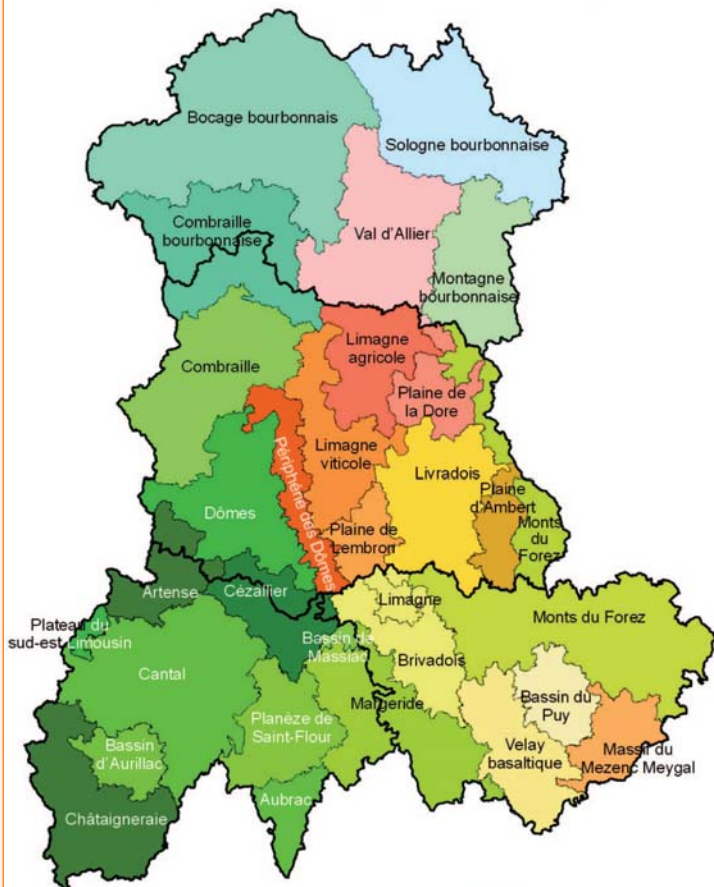 Bocage bourbonnais
Sologne bourbonnaise
Combraille
bourbonnaise
Val d'Allier
Montagne
bourbonnaise
Limagne
agricole
Combraille
Plaine de
la Dore
Périphérie des Dômes
Limagne
viticole
Livradois
Plaine
d'Ambert
Dômes
Plaine de
Lembron
Monts
du
Forez
Artense
Cézallier
Limagne
Monts du Forez
Plateau du
sud-est Limousin
Bassin de
Massiac
Brivadois
Cantal
Margeride
Bassin du
Puy
Planèze de
Saint-Flour
Bassin
d'Aurillac
Velay
basaltique
Massif du
Mezenc Meygal
Aubrac
Châtaigneraie